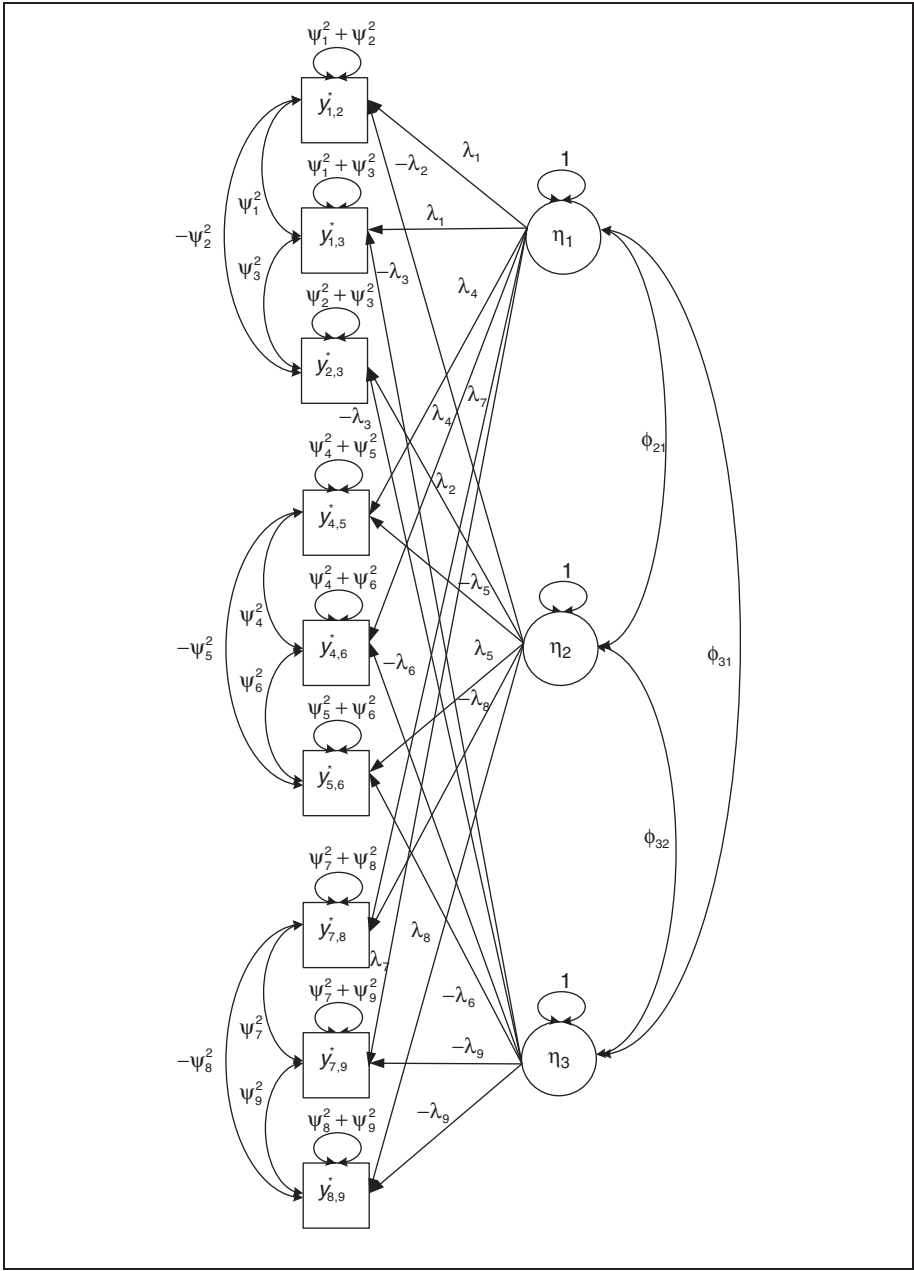 ψ₁² + ψ₂²
y*₁,₂
λ₁
−λ₂
1
ψ₁² + ψ₃²
ψ₁²
λ₁
y*₁,₃
η₁
−ψ₂²
ψ₃²
−λ₃
λ₄
ψ₂² + ψ₃²
y*₂,₃
λ₇
−λ₃
λ₄
ϕ₂₁
ψ₄² + ψ₅²
λ₂
y*₄,₅
1
ψ₄² + ψ₆²
−λ₅
ψ₄²
−ψ₅²
y*₄,₆
λ₅
η₂
−λ₆
ϕ₃₁
ψ₆²
−λ₈
ψ₅² + ψ₆²
y*₅,₆
ϕ₃₂
ψ₇² + ψ₈²
y*₇,₈
λ₈
λ₇
1
ψ₇² + ψ₉²
−λ₆
ψ₇²
−λ₉
−ψ₈²
y*₇,₉
η₃
ψ₉²
−λ₉
ψ₈² + ψ₉²
y*₈,₉